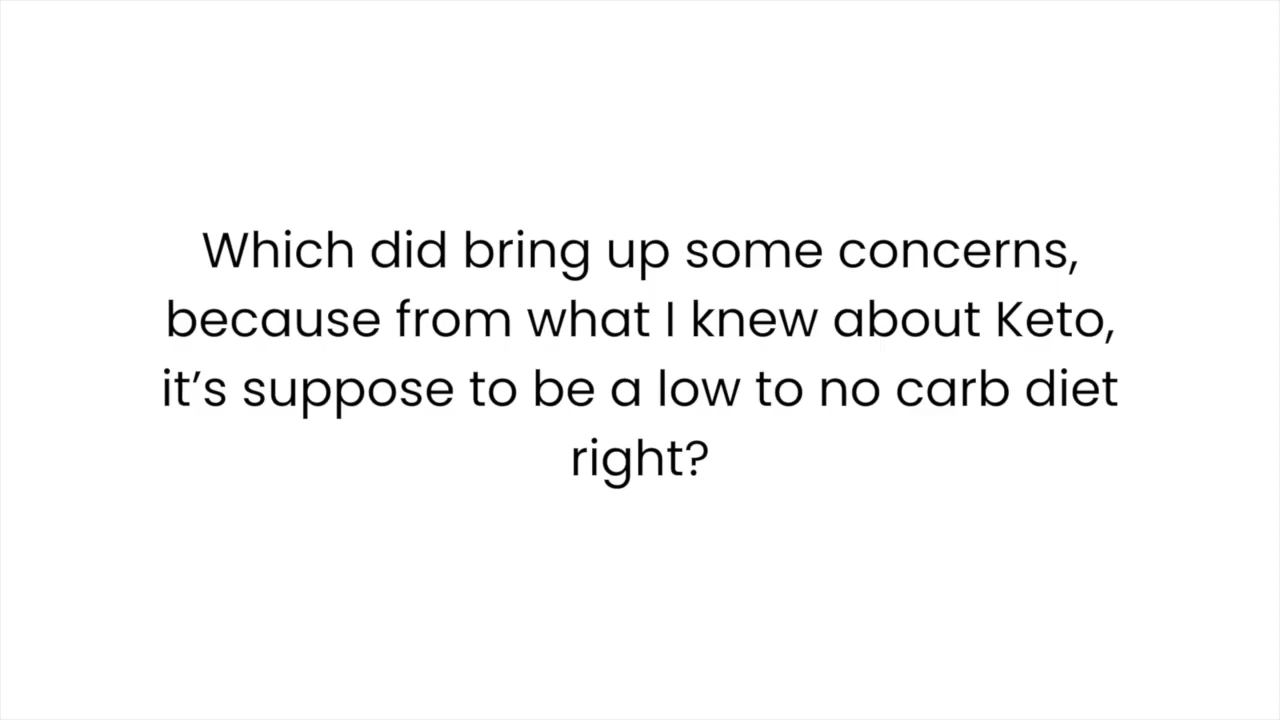 Which did bring up some concerns,
because from what I knew about Keto,
it’s suppose to be a low to no carb diet
right?